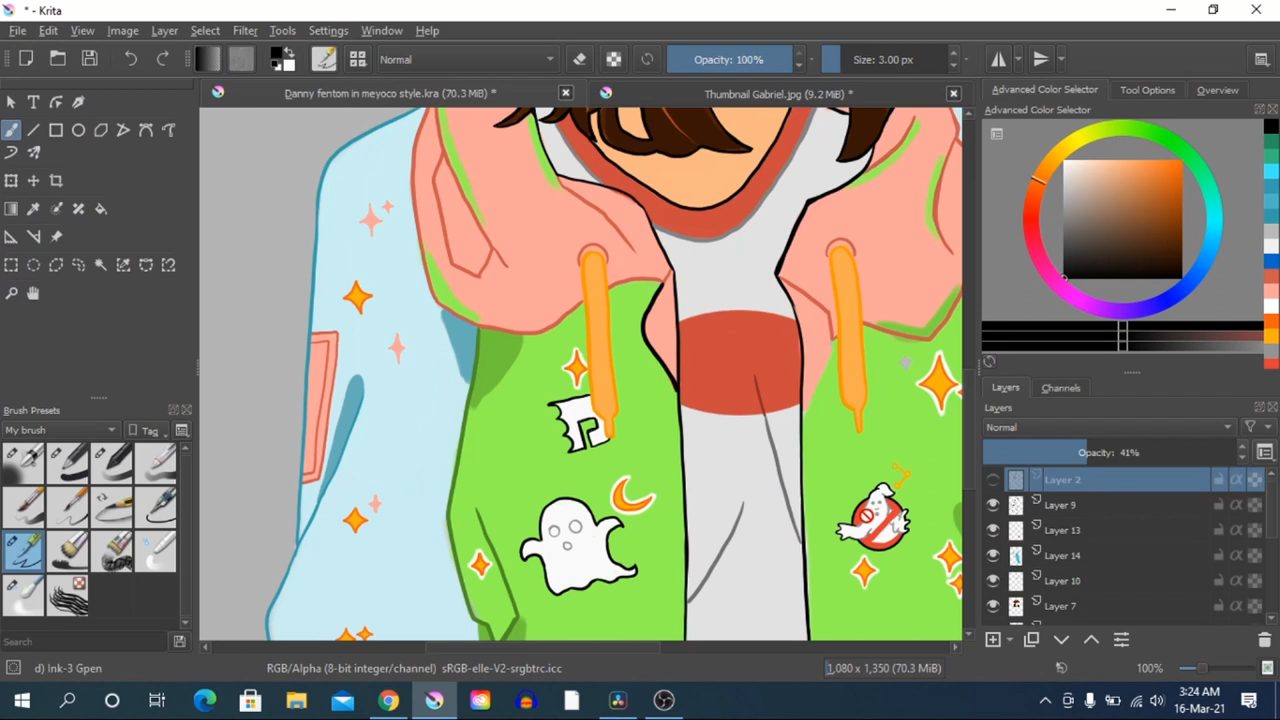 * - Krita
File Edit View Image Layer Select Filter Tools Settings Window Help
Normal Opacity: 100% Size: 3.00 px
Danny fentom in meyoco style.kra (70.3 MiB) *
Thumbnail Gabriel.jpg (9.2 MiB) *
Advanced Color Selector Tool Options Overview
Advanced Color Selector
Layers Channels
Layers
Normal
Opacity: 41%
Layer 2
Layer 9
Layer 13
Layer 14
Layer 10
Layer 7
Brush Presets
My brush Tag
Search
d) Ink-3 Gpen
RGB/Alpha (8-bit integer/channel) sRGB-elle-V2-srgbtrc.icc
1,080 x 1,350 (70.3 MiB)
100%
3:24 AM
16-Mar-21